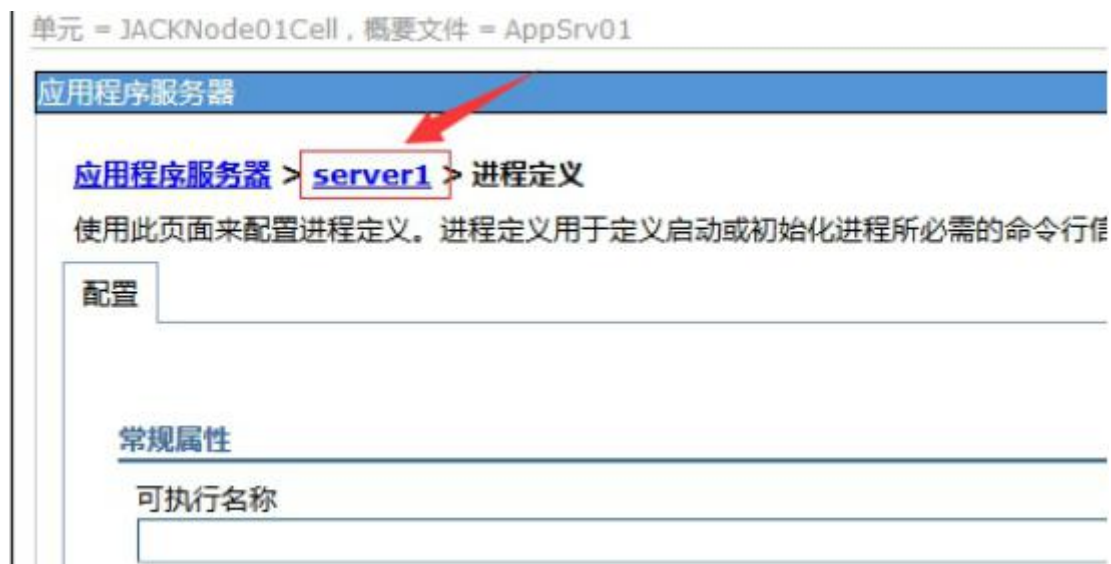 单元 = JACKNode01Cell，概要文件 = AppSrv01
应用程序服务器
应用程序服务器 > server1 > 进程定义
使用此页面来配置进程定义。进程定义用于定义启动或初始化进程所必需的命令行信
配置
常规属性
可执行名称